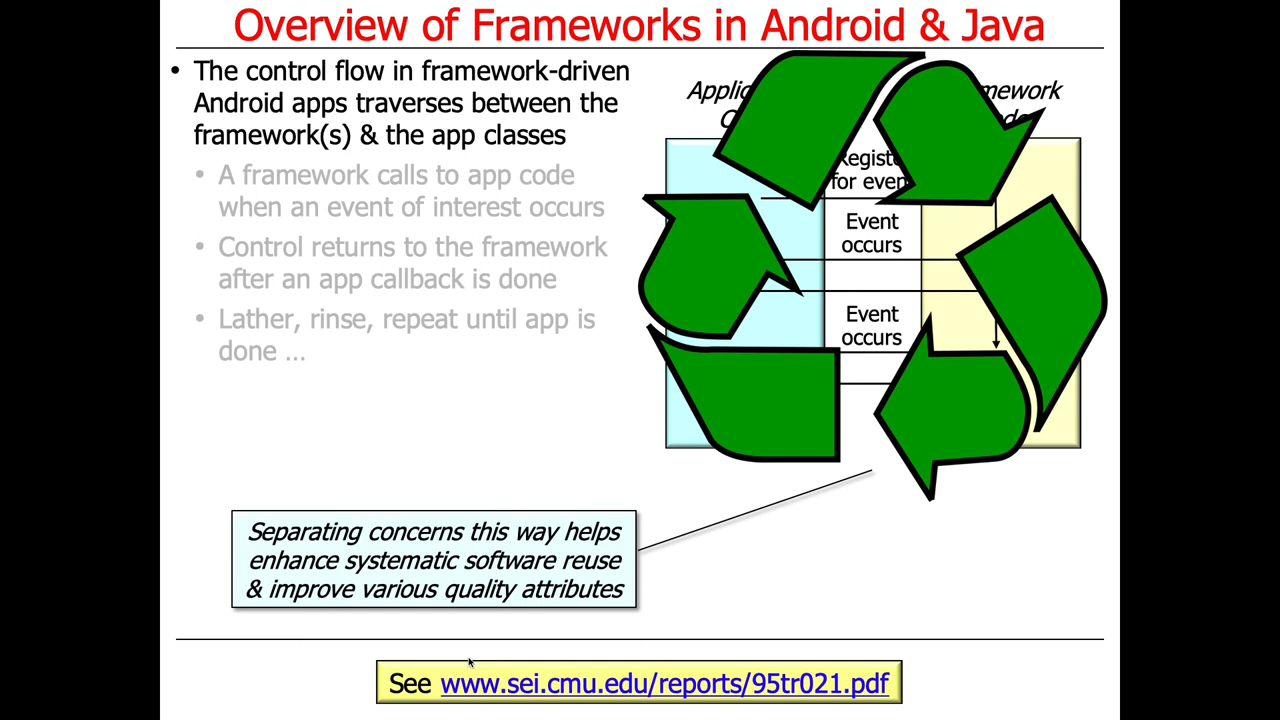 Overview of Frameworks in Android & Java
• The control flow in framework-driven
Android apps traverses between the
framework(s) & the app classes
• A framework calls to app code
when an event of interest occurs
• Control returns to the framework
after an app callback is done
• Lather, rinse, repeat until app is
done ...
for
Event
occurs
Event
occurs
Separating concerns this way helps
enhance systematic software reuse
& improve various quality attributes
See www.sei.cmu.edu/reports/95tr021.pdf